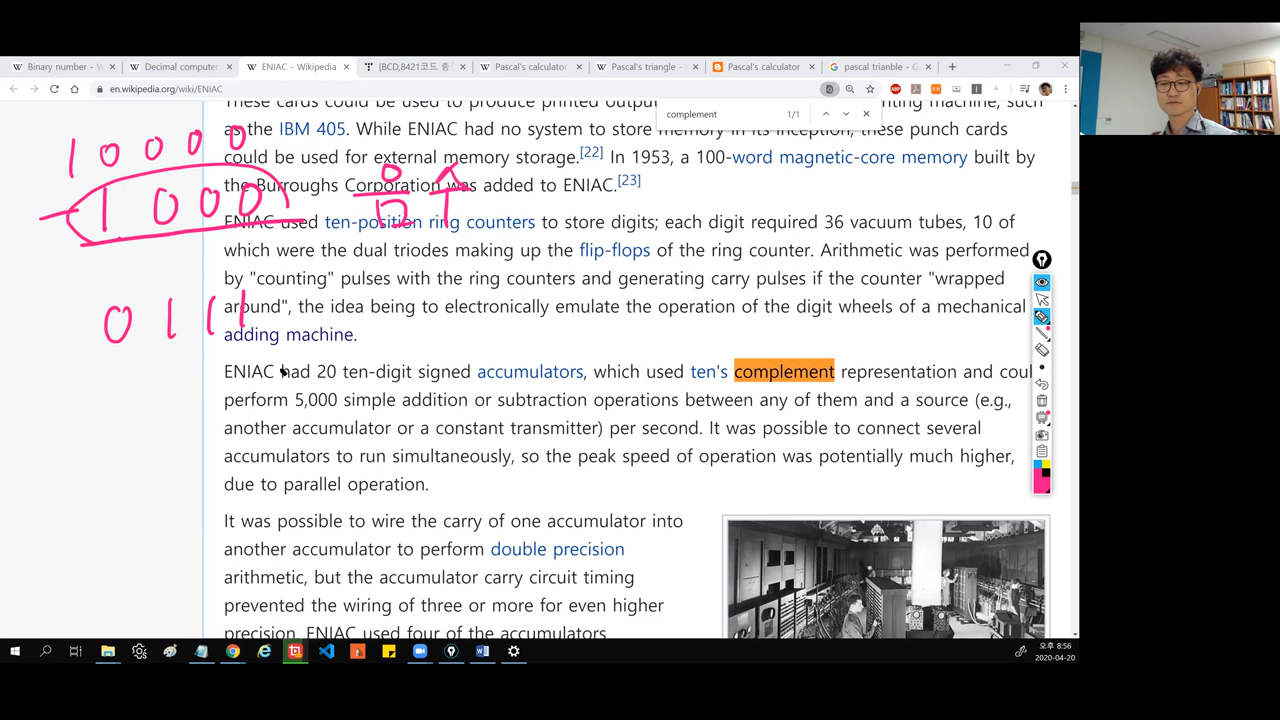 Binary number - W
Decimal computer
ENIAC - Wikipedia
[BCD,8421코드 중
Pascal's calculator
Pascal's triangle -
Pascal's calculator
pascal trianble - G
en.wikipedia.org/wiki/ENIAC
complement
1/1
These cards could be used to produce printed output
such
as the IBM 405. While ENIAC had no system to store memory in its inception, these punch cards
could be used for external memory storage.[22] In 1953, a 100-word magnetic-core memory built by
the Burroughs Corporation was added to ENIAC.[23]
ENIAC used ten-position ring counters to store digits; each digit required 36 vacuum tubes, 10 of
which were the dual triodes making up the flip-flops of the ring counter. Arithmetic was performed
by "counting" pulses with the ring counters and generating carry pulses if the counter "wrapped
around", the idea being to electronically emulate the operation of the digit wheels of a mechanical
adding machine.
ENIAC had 20 ten-digit signed accumulators, which used ten's complement representation and coul
perform 5,000 simple addition or subtraction operations between any of them and a source (e.g.,
another accumulator or a constant transmitter) per second. It was possible to connect several
accumulators to run simultaneously, so the peak speed of operation was potentially much higher,
due to parallel operation.
It was possible to wire the carry of one accumulator into
another accumulator to perform double precision
arithmetic, but the accumulator carry circuit timing
prevented the wiring of three or more for even higher
precision. ENIAC used four of the accumulators
10000
-1000
음수
0111
오후 8:56
2020-04-20